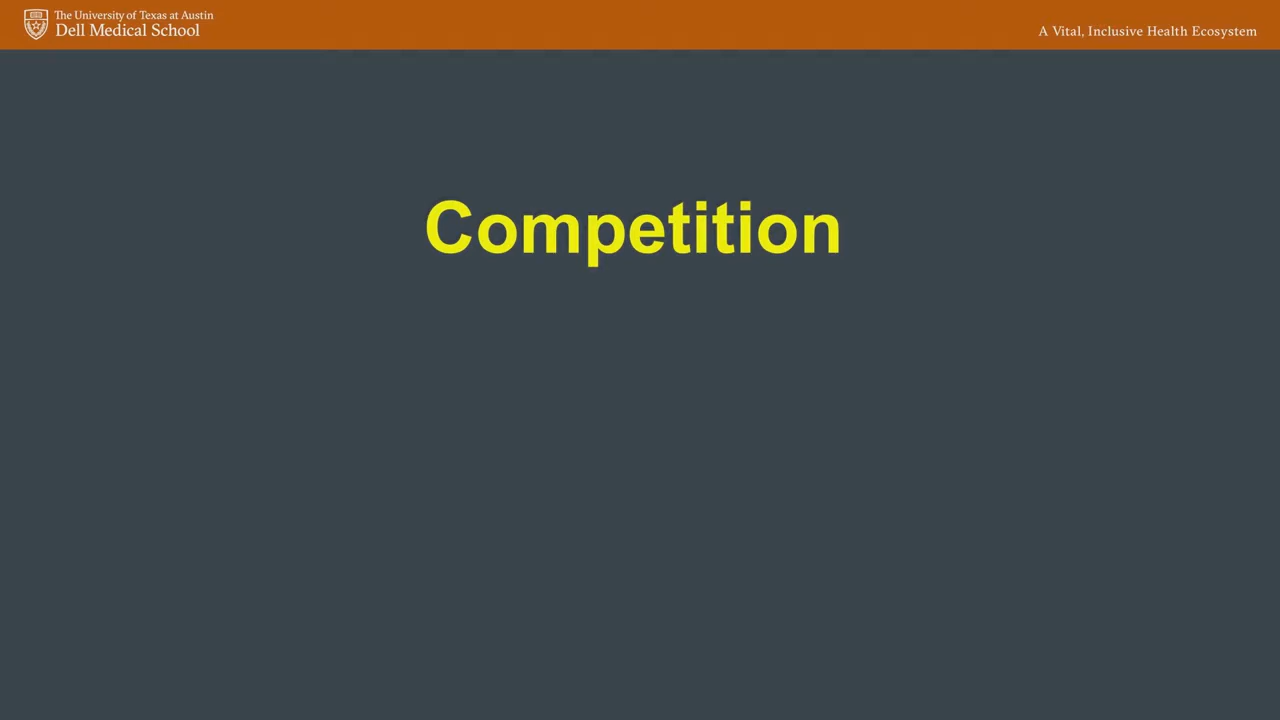 The University of Texas at Austin
Dell Medical School
A Vital, Inclusive Health Ecosystem
Competition